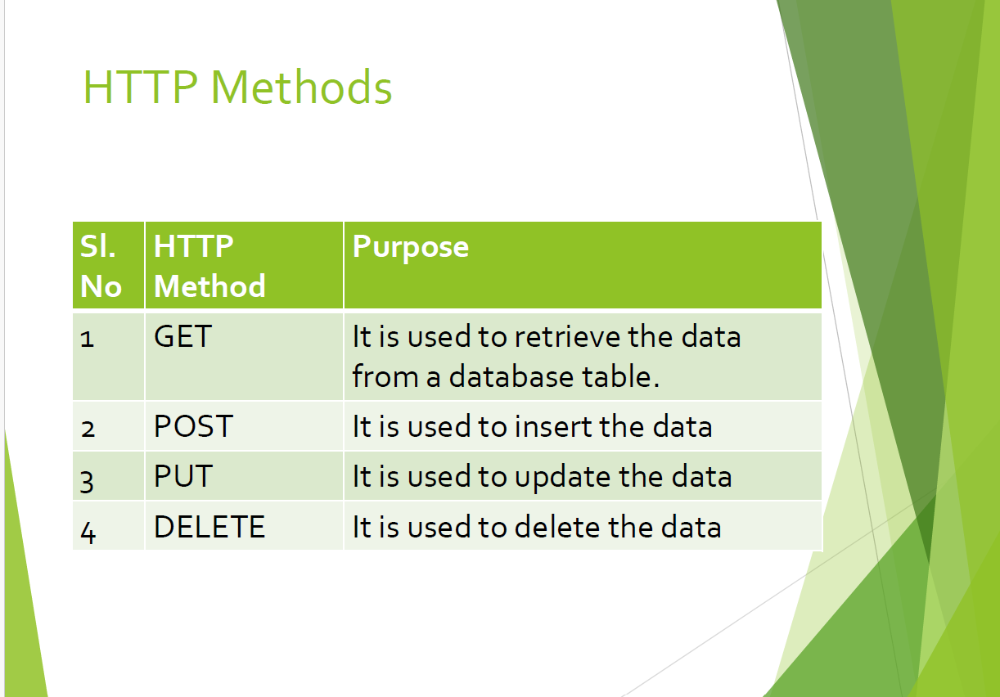 HTTP Methods
Sl. No HTTP Method Purpose
1 GET It is used to retrieve the data from a database table.
2 POST It is used to insert the data
3 PUT It is used to update the data
4 DELETE It is used to delete the data